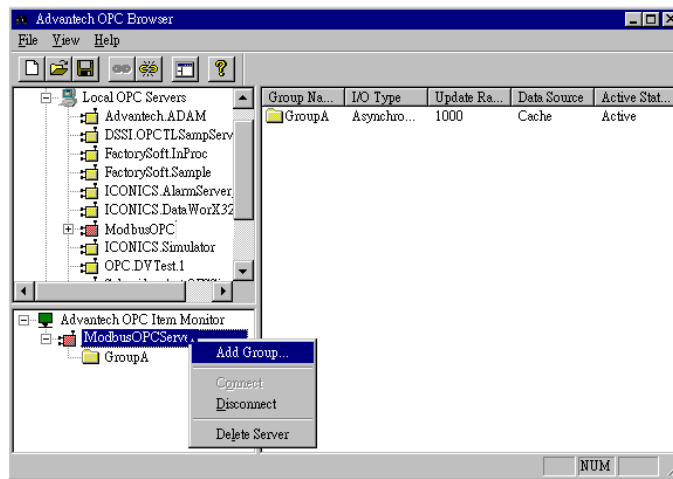 Advantech OPC Browser
File View Help
Local OPC Servers
Advantech.ADAM
DSSI.OPCTLSampServ
FactorySoft.InProc
FactorySoft.Sample
ICONICS.AlarmServer
ICONICS.DataWorX32
ModbusOPC
ICONICS.Simulator
OPC.DVTest.1
Group Na... I/O Type Update Ra... Data Source Active Stat...
GroupA Asynchro... 1000 Cache Active
Advantech OPC Item Monitor
ModbusOPCServe
GroupA
Add Group...
Connect
Disconnect
Delete Server
NUM